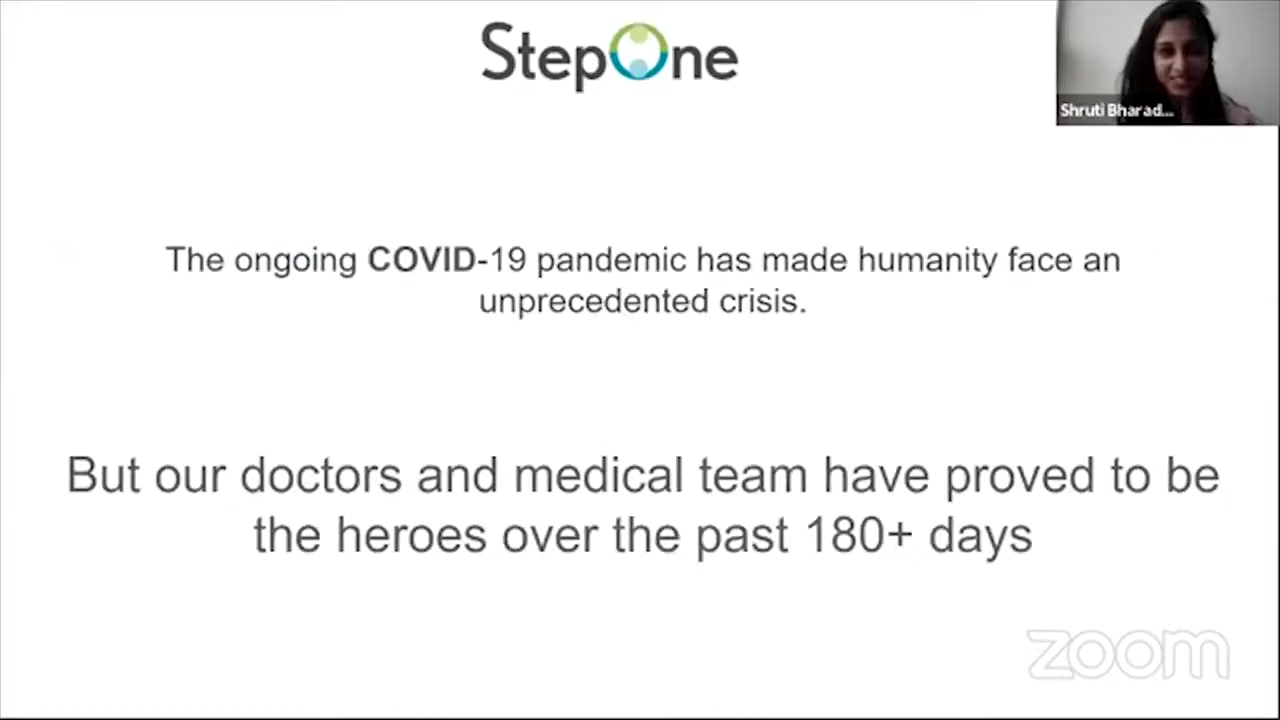 StepOne
Shruti Bharad...
The ongoing COVID-19 pandemic has made humanity face an
unprecedented crisis.
But our doctors and medical team have proved to be
the heroes over the past 180+ days
zoom